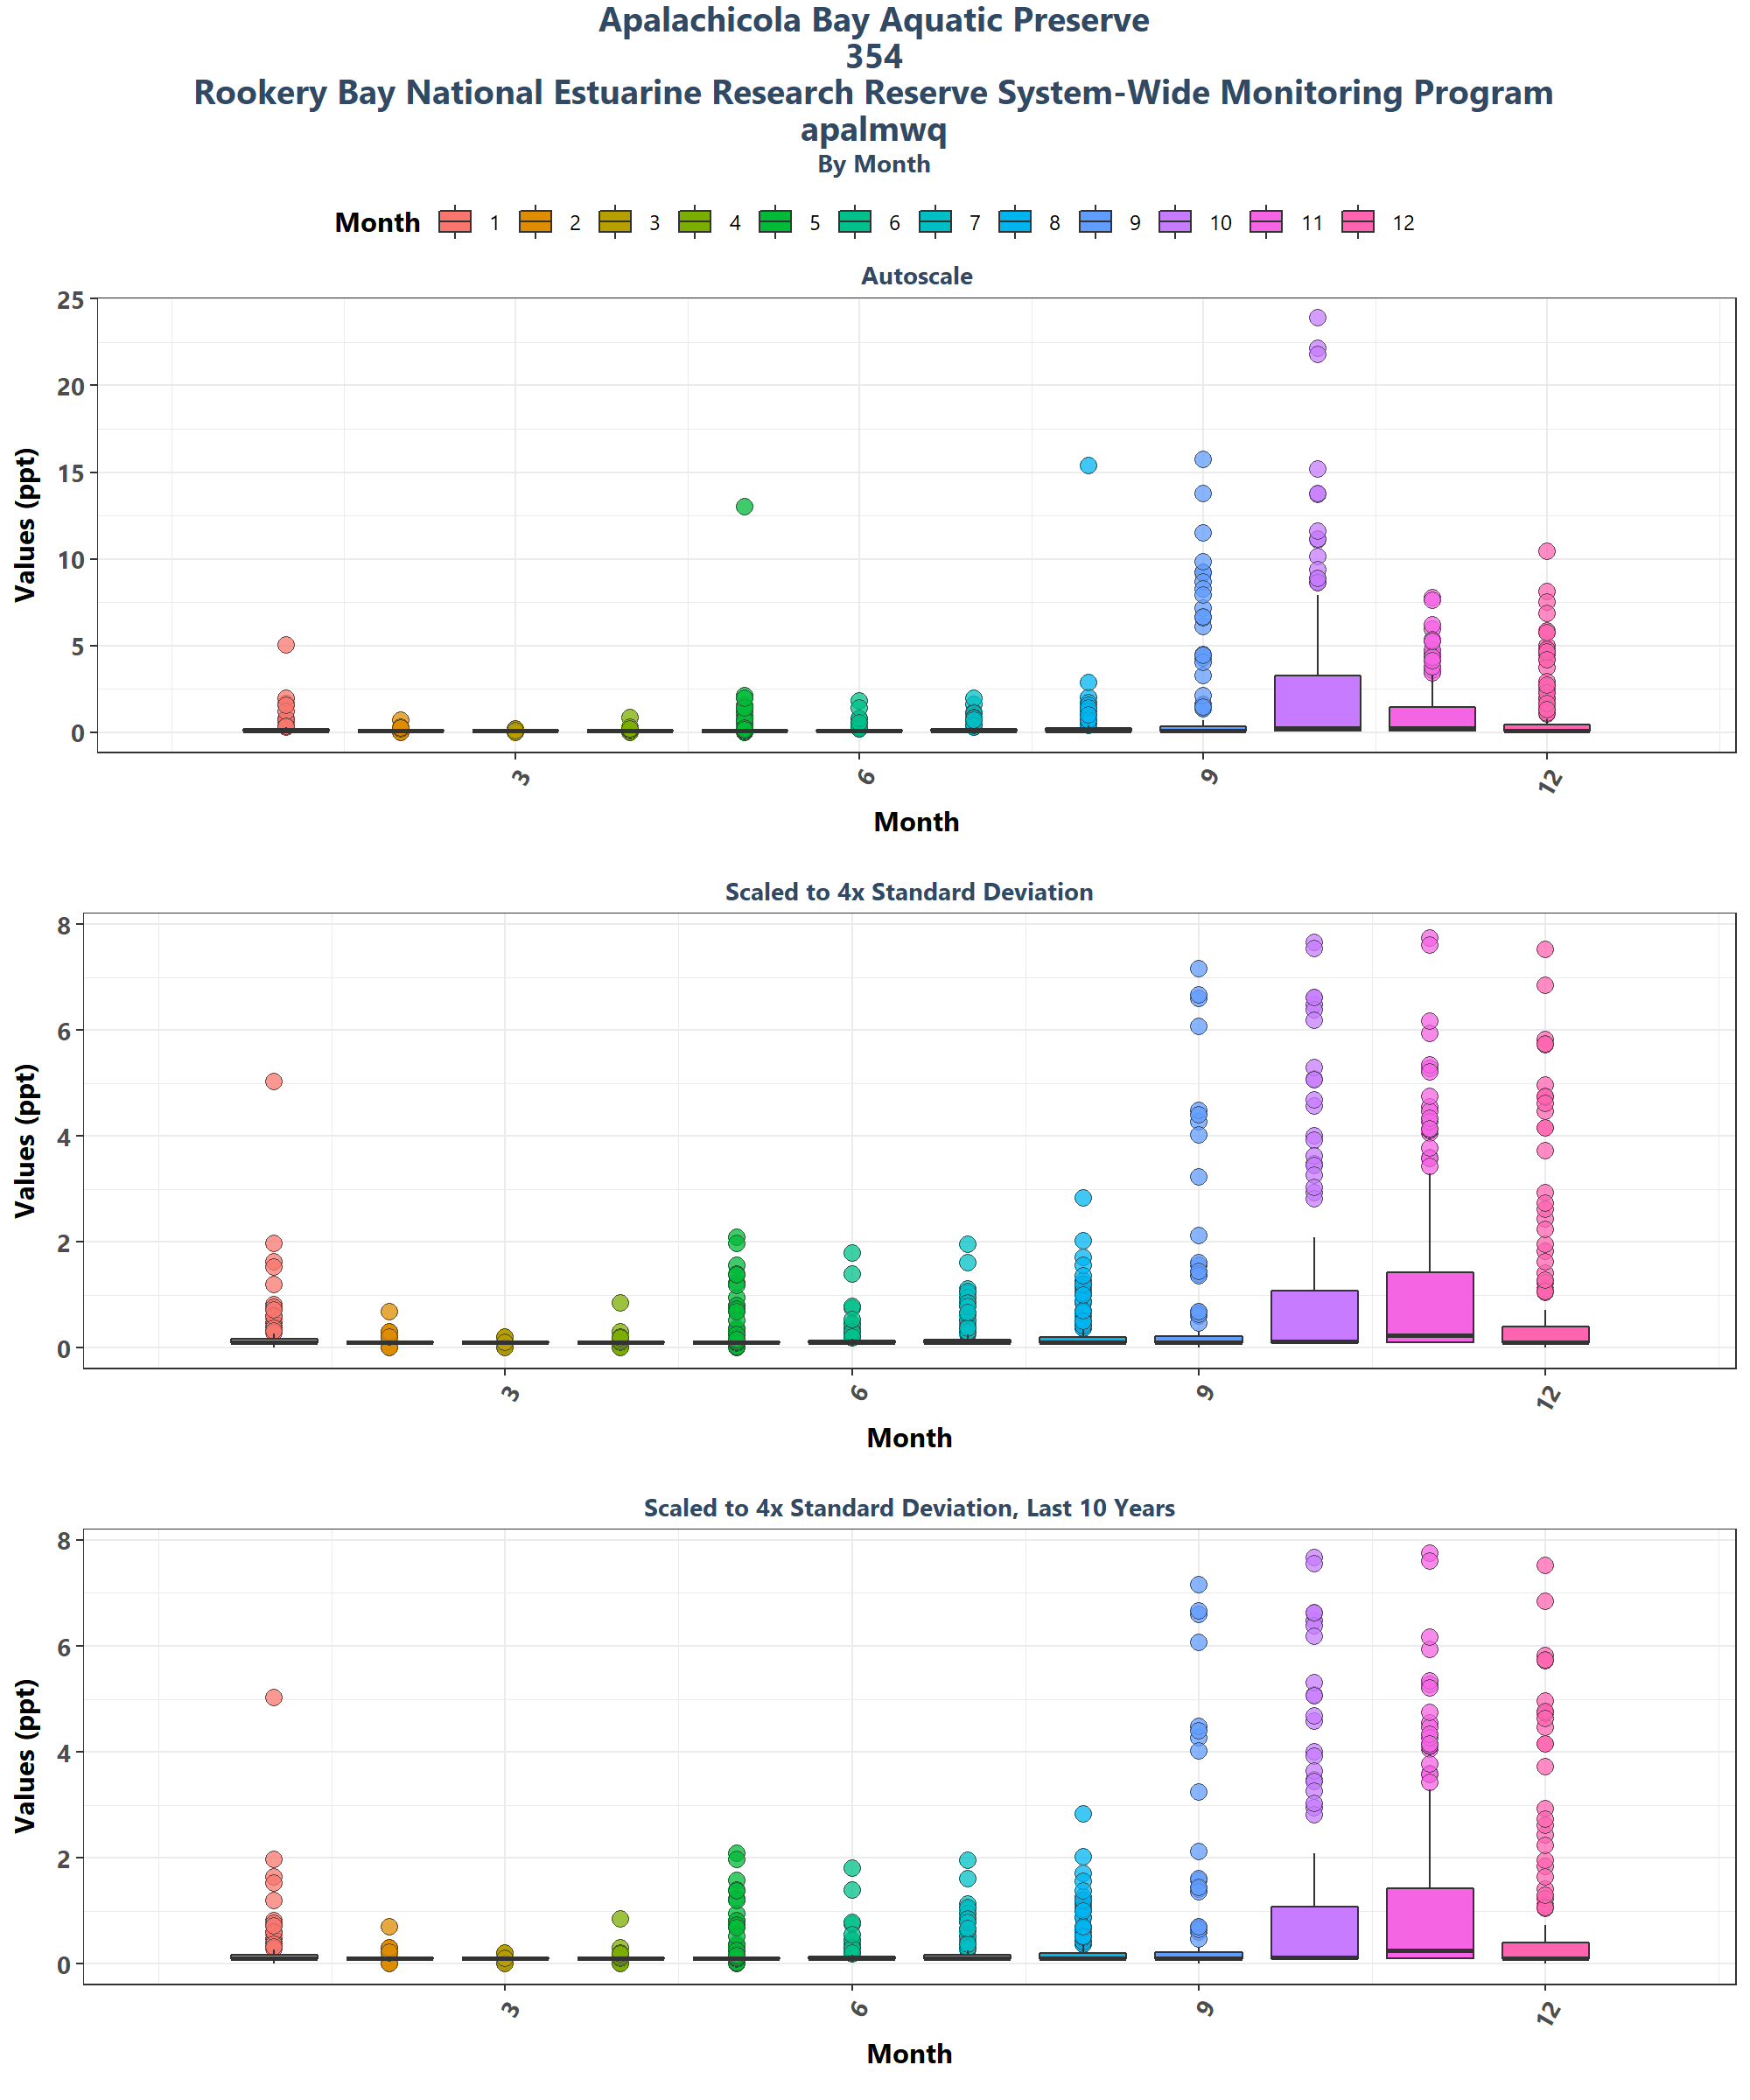 Apalachicola Bay Aquatic Preserve
354
Rookery Bay National Estuarine Research Reserve System-Wide Monitoring Program
apalmwq
By Month
Month 1 2 3 4 5 6 7 8 9 10 11 12
Autoscale
Values (ppt)
25
20
15
10
5
0
3 6 9 12
Month
Scaled to 4x Standard Deviation
Values (ppt)
8
6
4
2
0
3 6 9 12
Month
Scaled to 4x Standard Deviation, Last 10 Years
Values (ppt)
8
6
4
2
0
3 6 9 12
Month